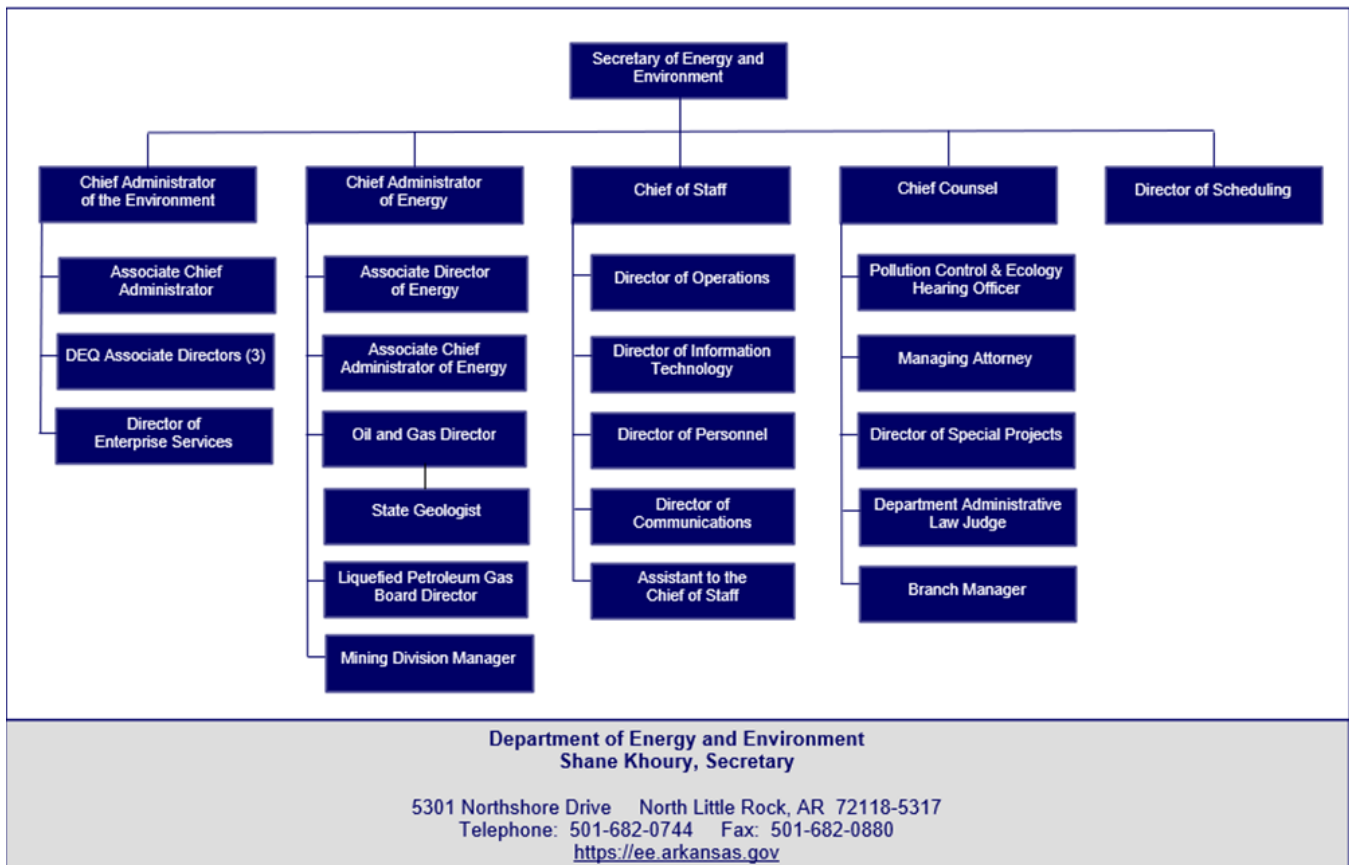 Secretary of Energy and
Environment
Chief Administrator
of the Environment
Chief Administrator
of Energy
Chief of Staff
Chief Counsel
Director of Scheduling
Associate Chief
Administrator
DEQ Associate Directors (3)
Director of
Enterprise Services
Associate Director
of Energy
Associate Chief
Administrator of Energy
Oil and Gas Director
State Geologist
Liquefied Petroleum Gas
Board Director
Mining Division Manager
Director of Operations
Director of Information
Technology
Director of Personnel
Director of
Communications
Assistant to the
Chief of Staff
Pollution Control & Ecology
Hearing Officer
Managing Attorney
Director of Special Projects
Department Administrative
Law Judge
Branch Manager
Department of Energy and Environment
Shane Khoury, Secretary
5301 Northshore Drive North Little Rock, AR 72118-5317
Telephone: 501-682-0744 Fax: 501-682-0880
https://ee.arkansas.gov